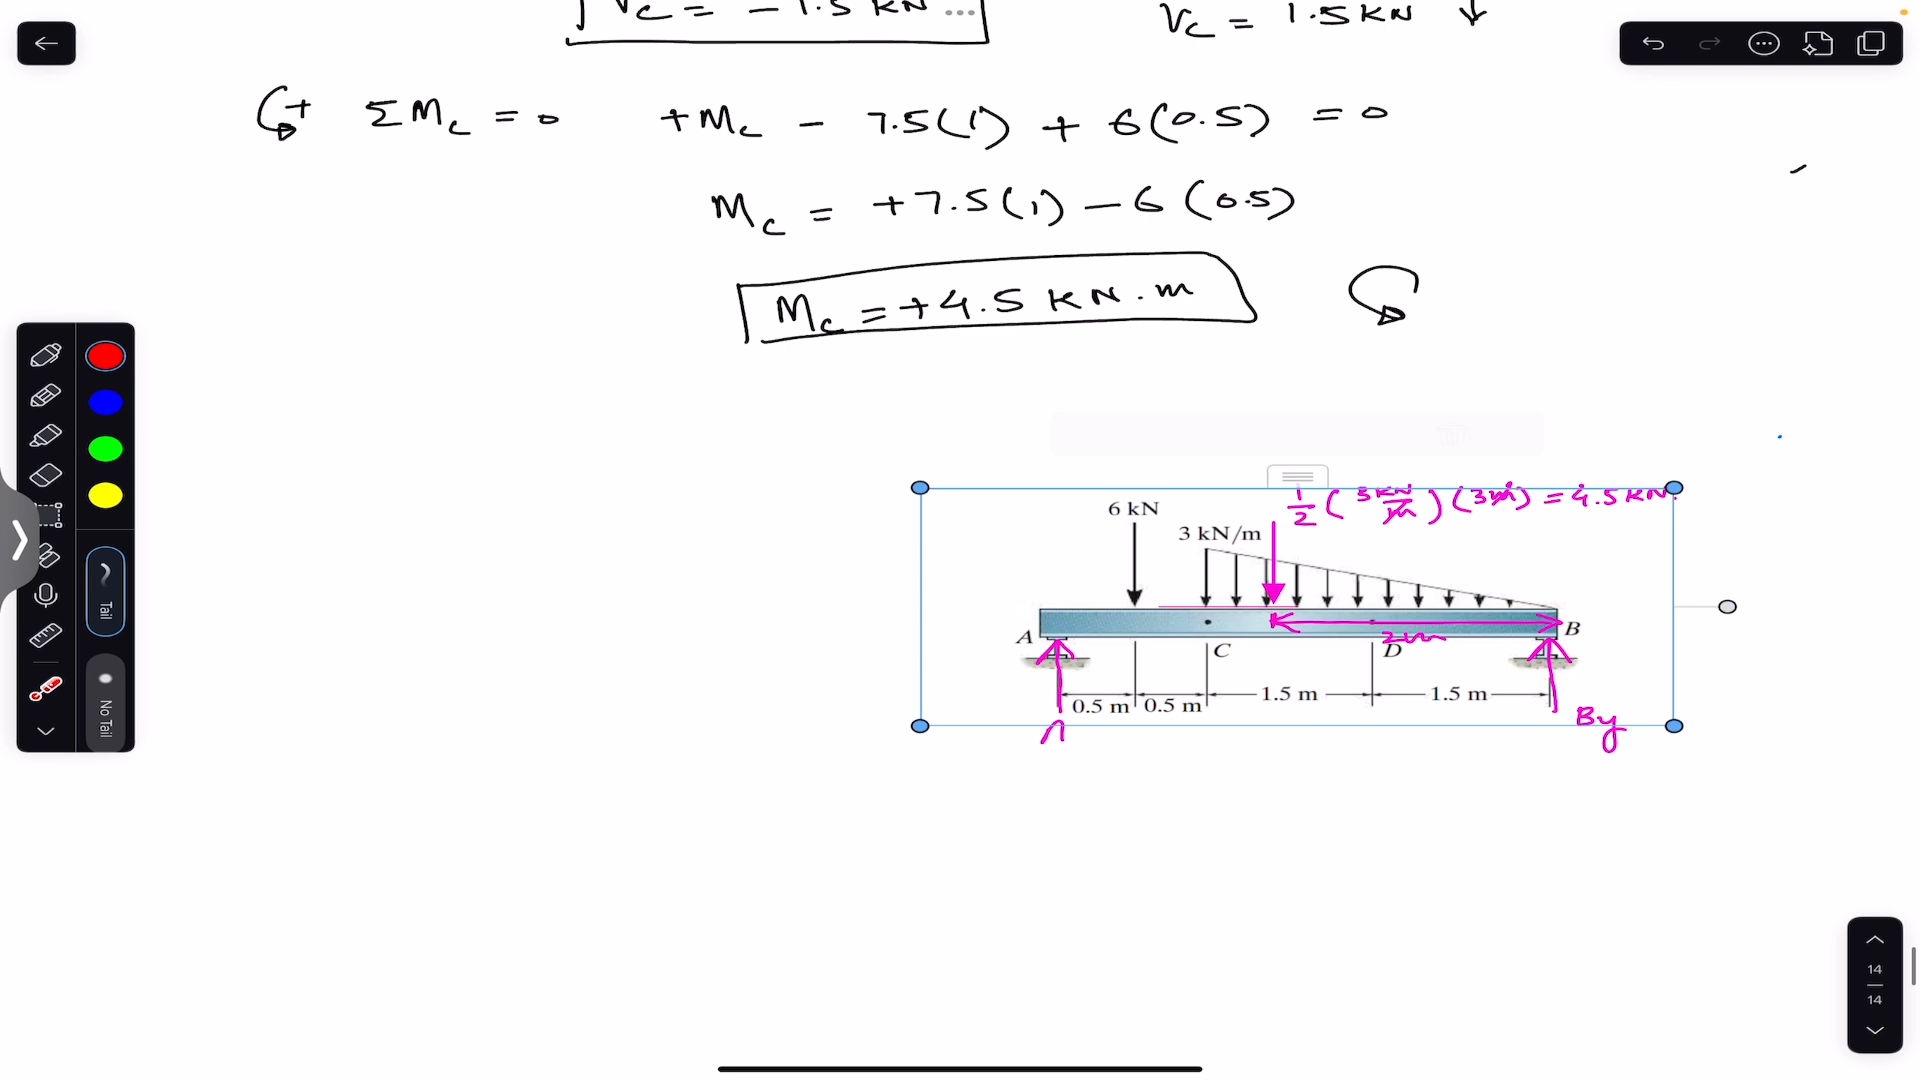 Vc = - 1.5 KN ...
Vc = 1.5 KN ↓
+ ΣMc = 0 +Mc - 7.5(1) + 6(0.5) = 0
Mc = +7.5(1) - 6(0.5)
Mc = +4.5 KN.m
1/2 (3 KN/m) (3m) = 4.5 KN.
6 kN
3 kN/m
A
B
2m
C
D
0.5 m 0.5 m 1.5 m 1.5 m
By
Tail
No Tail
14
14